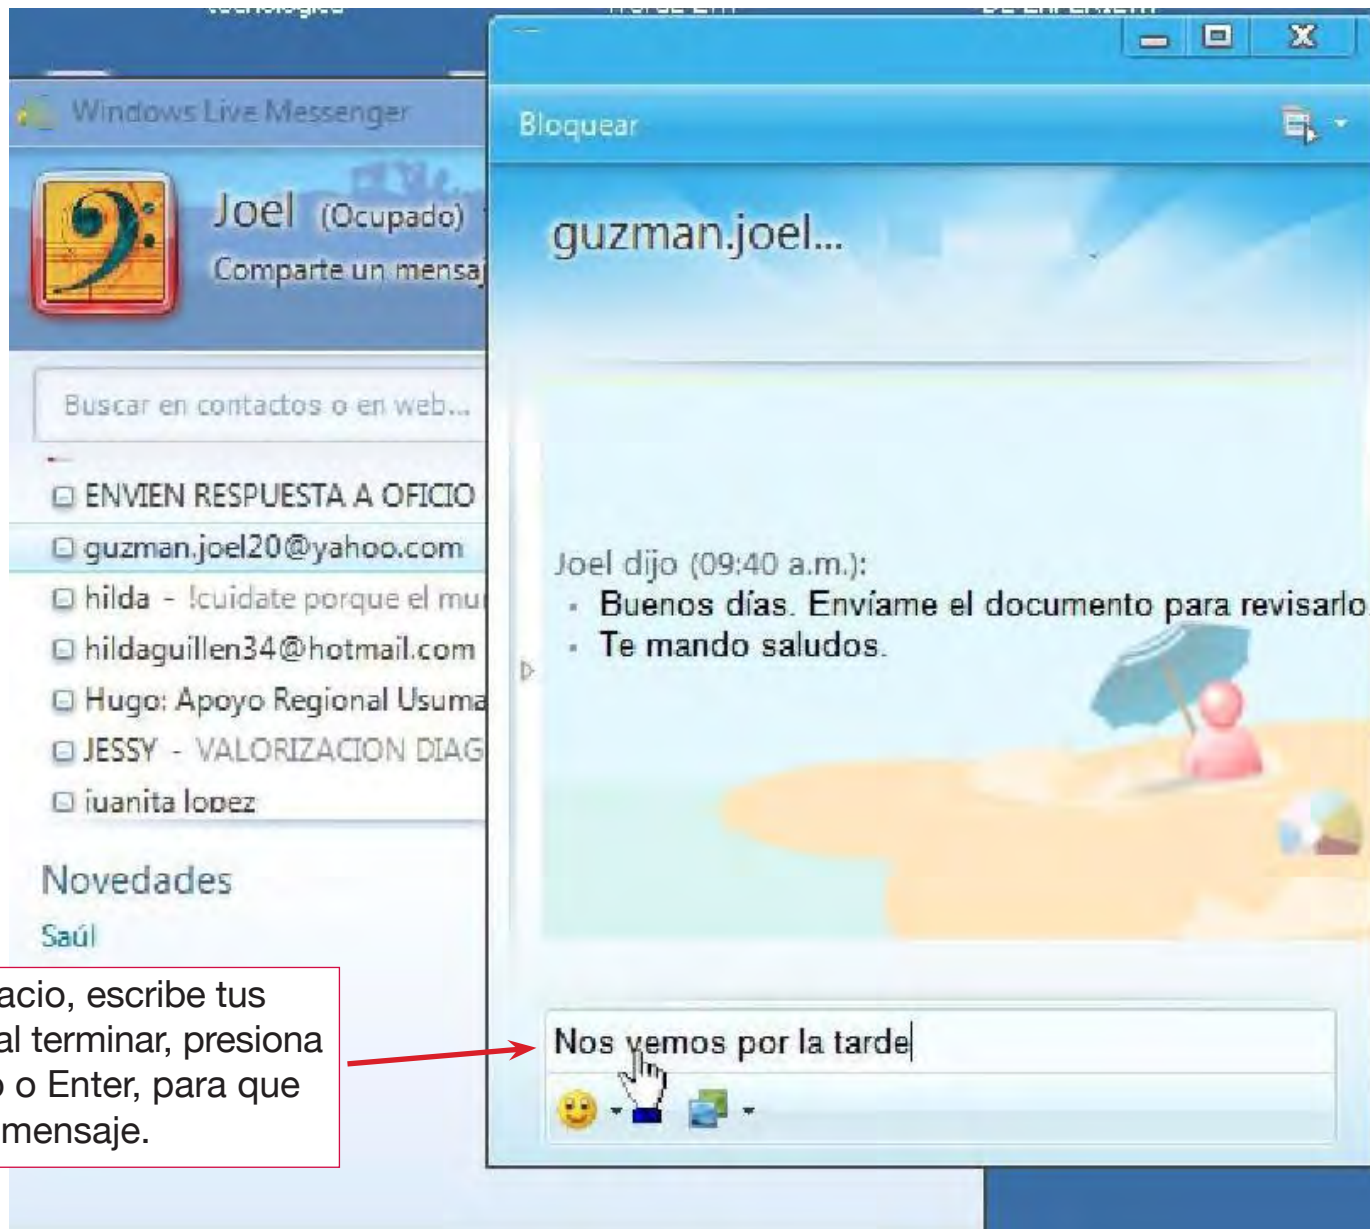 Windows Live Messenger
Joel (Ocupado)
Comparte un mensaj
Buscar en contactos o en web...
ENVIEN RESPUESTA A OFICIO
guzman.joel20@yahoo.com
hilda - !cuidate porque el mu
hildaguillen34@hotmail.com
Hugo: Apoyo Regional Usuma
JESSY - VALORIZACION DIAG
juanita lopez
Novedades
Saúl
acio, escribe tus
al terminar, presiona
o o Enter, para que
mensaje.
Bloquear
guzman.joel...
Joel dijo (09:40 a.m.):
Buenos días. Envíame el documento para revisarlo.
Te mando saludos.
Nos vemos por la tarde